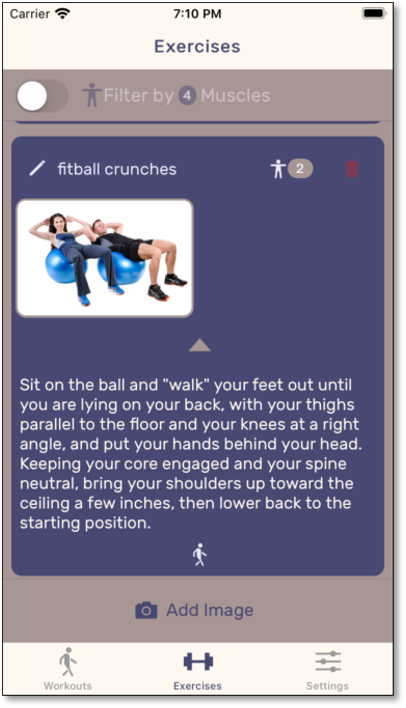 Carrier 7:10 PM
Exercises
Filter by 4 Muscles
fitball crunches 2
Sit on the ball and "walk" your feet out until
you are lying on your back, with your thighs
parallel to the floor and your knees at a right
angle, and put your hands behind your head.
Keeping your core engaged and your spine
neutral, bring your shoulders up toward the
ceiling a few inches, then lower back to the
starting position.
Add Image
Workouts Exercises Settings